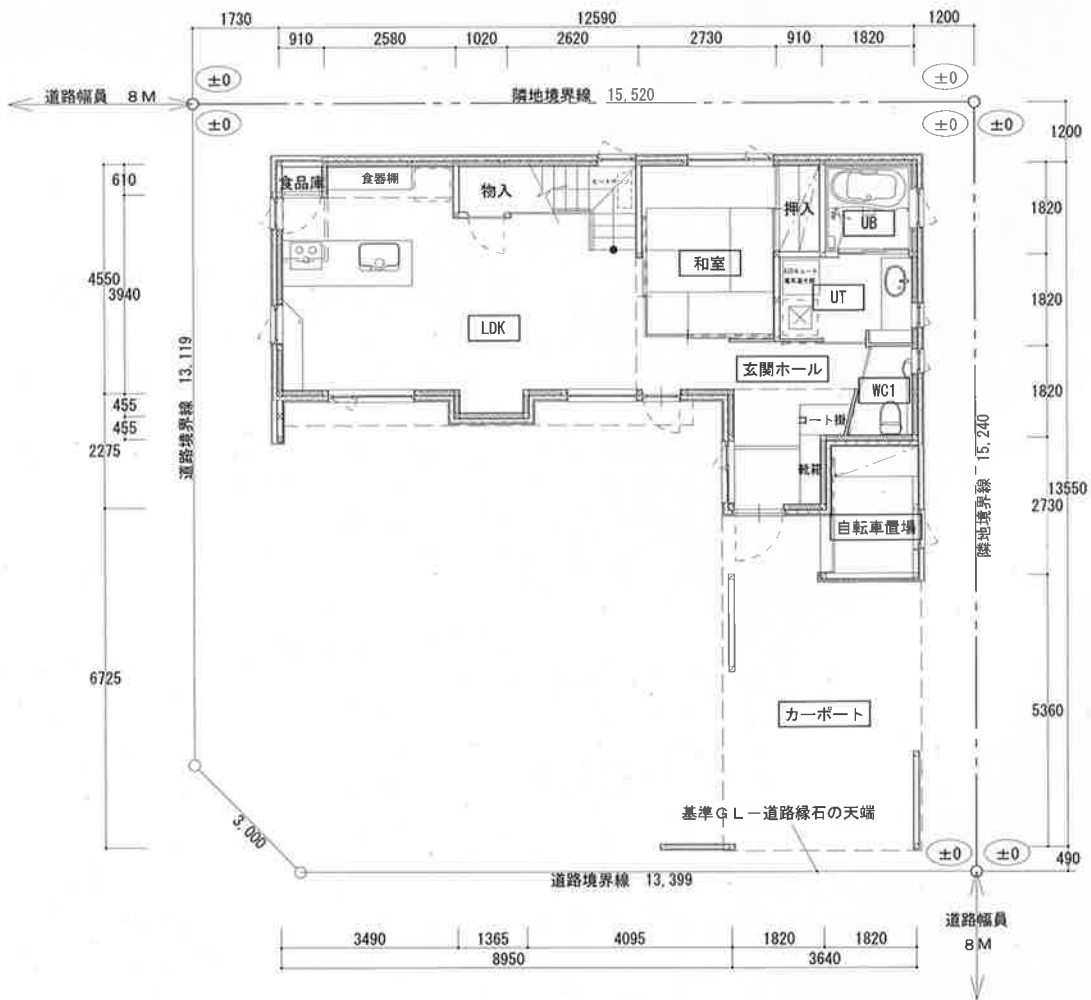 1730
12590
1200
910
2580
1020
2620
2730
910
1820
±0
±0
道路幅員 8M
隣地境界線 15,520
±0
±0
±0
1200
610
食品庫
食器棚
物入
押入
UB
1820
和室
4550
3940
LDK
UT
1820
道路境界線 13.119
玄関ホール
WC1
1820
455
455
2275
コート掛
靴箱
隣地境界線 15,240
13550
2730
自転車置場
6725
カーポート
5360
基準GL-道路縁石の天端
3,000
±0
±0
490
道路境界線 13,399
道路幅員
8M
3490
1365
4095
1820
1820
8950
3640